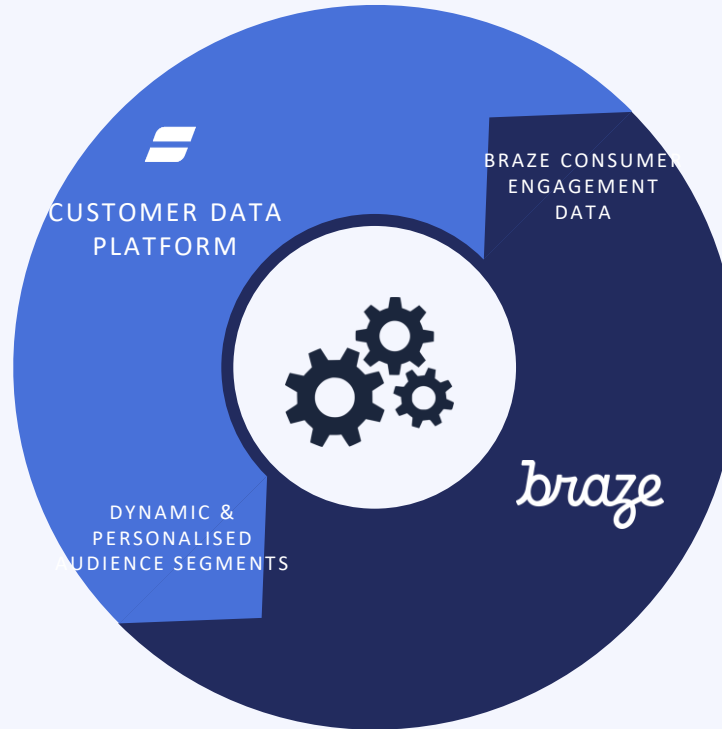 CUSTOMER DATA
PLATFORM
BRAZE CONSUMER
ENGAGEMENT
DATA
braze
DYNAMIC &
PERSONALISED
AUDIENCE SEGMENTS